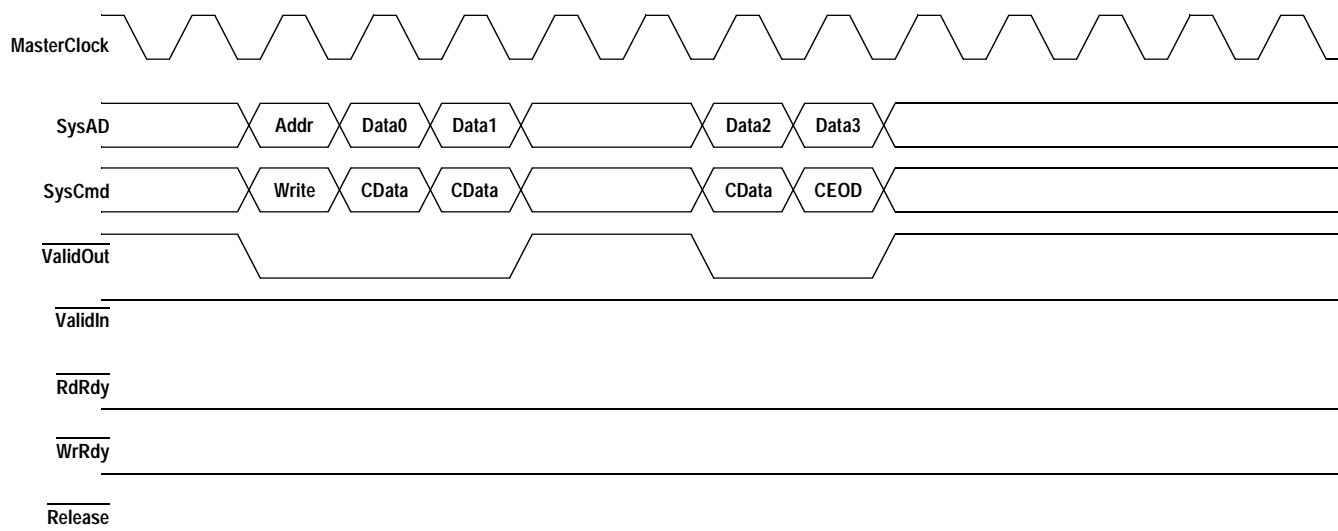 MasterClock
SysAD Addr Data0 Data1 Data2 Data3
SysCmd Write CData CData CData CEOD
ValidOut
ValidIn
RdRdy
WrRdy
Release